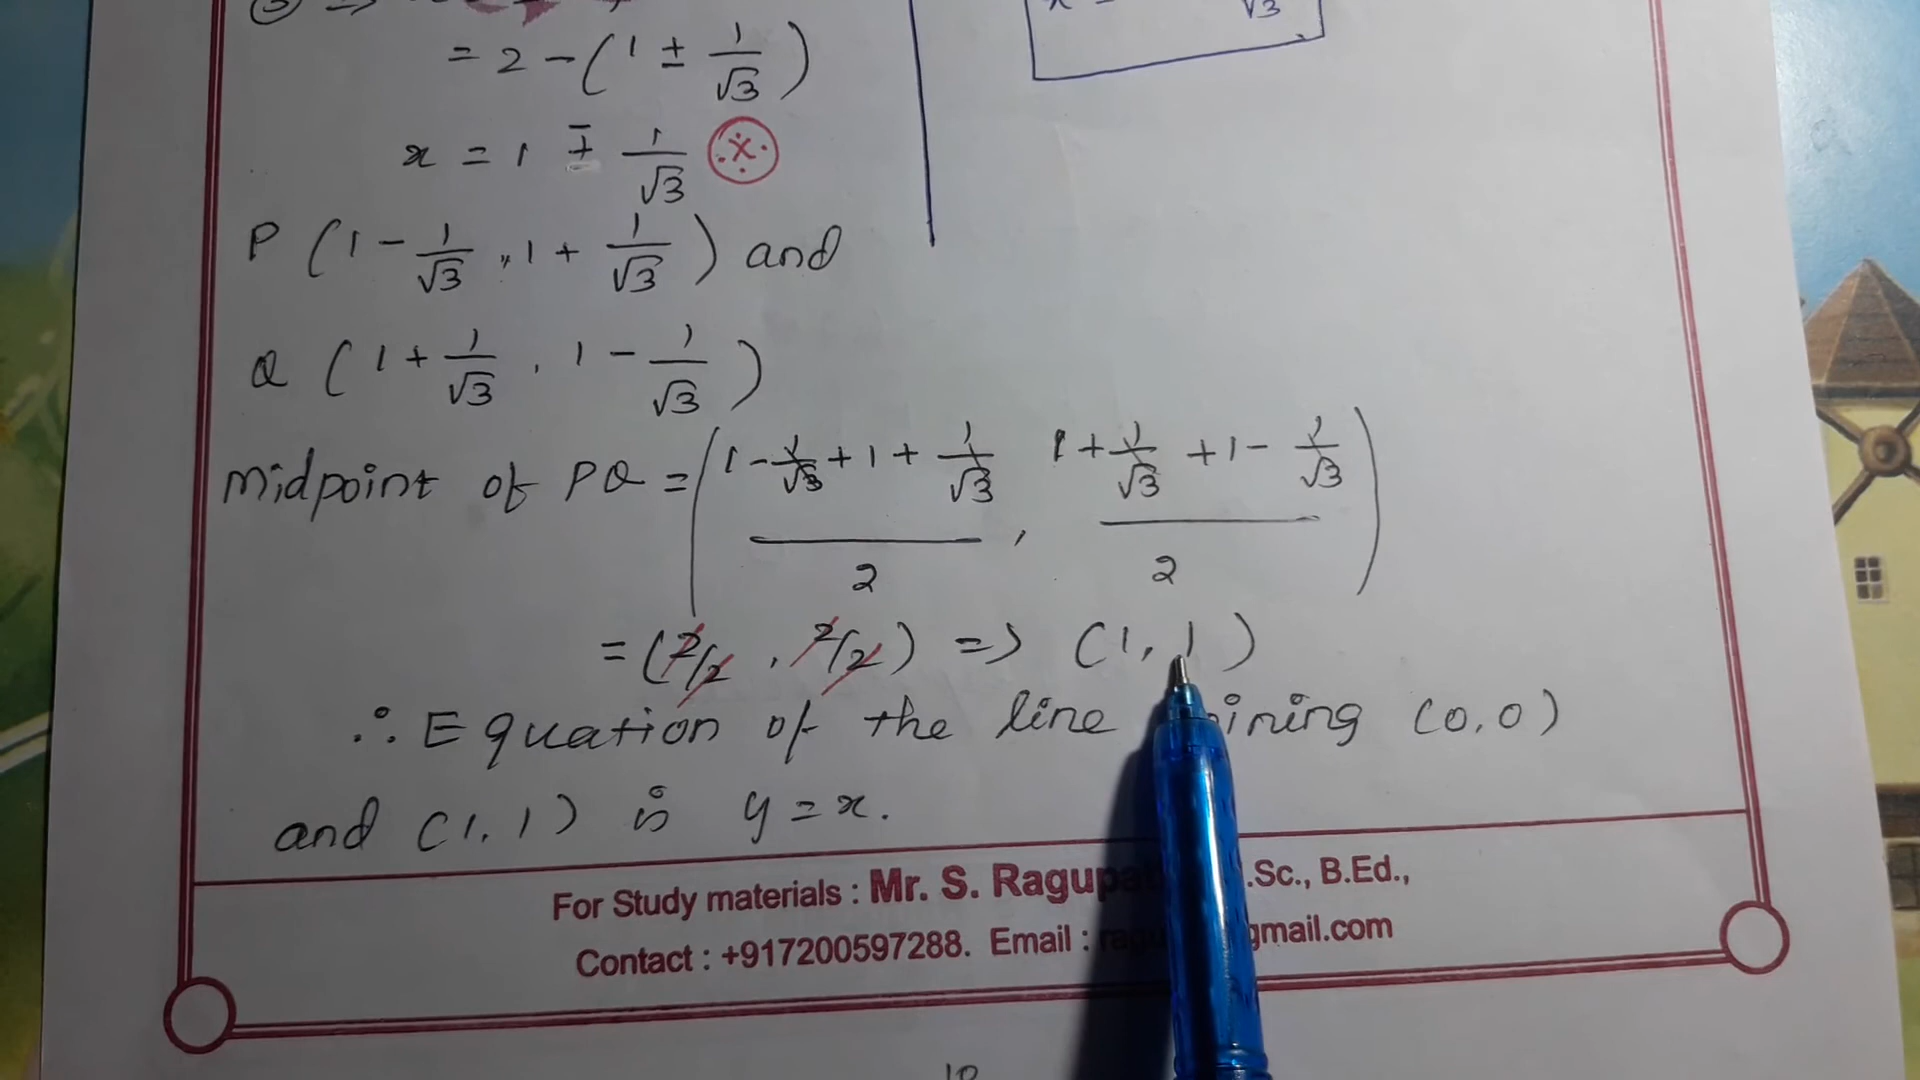 = 2 - (1 ± 1/√3)
x = 1 ∓ 1/√3
P (1 - 1/√3, 1 + 1/√3) and
Q (1 + 1/√3, 1 - 1/√3)
midpoint of PQ = ((1 - 1/√3 + 1 + 1/√3)/2, (1 + 1/√3 + 1 - 1/√3)/2)
= (2/2, 2/2) => (1, 1)
∴ Equation of the line joining (0,0)
and (1,1) is y = x.
For Study materials : Mr. S. .Sc., B.Ed.,
Contact : +917200597288. Email : gmail.com